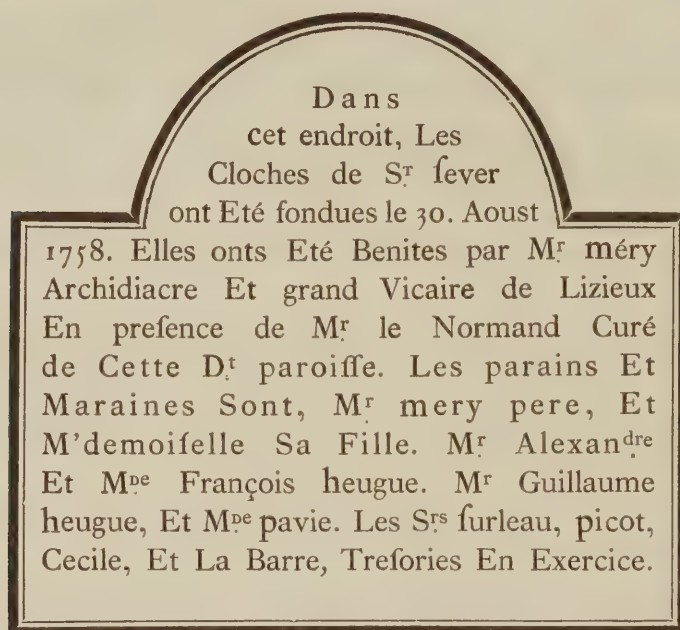 Dans
cet endroit, Les
Cloches de Sᵗ ſever
ont Eté fondues le 30. Aoust
1758. Elles onts Eté Benites par Mʳ méry
Archidiacre Et grand Vicaire de Lizieux
En preſence de Mʳ le Normand Curé
de Cette Dᵗ paroiſſe. Les parains Et
Maraines Sont, Mʳ mery pere, Et
M'demoiſelle Sa Fille. Mʳ Alexanᵈʳᵉ
Et Mᴰᵉ François heugue. Mʳ Guillaume
heugue, Et Mᴰᵉ pavie. Les Sʳˢ ſurleau, picot,
Cecile, Et La Barre, Treſories En Exercice.